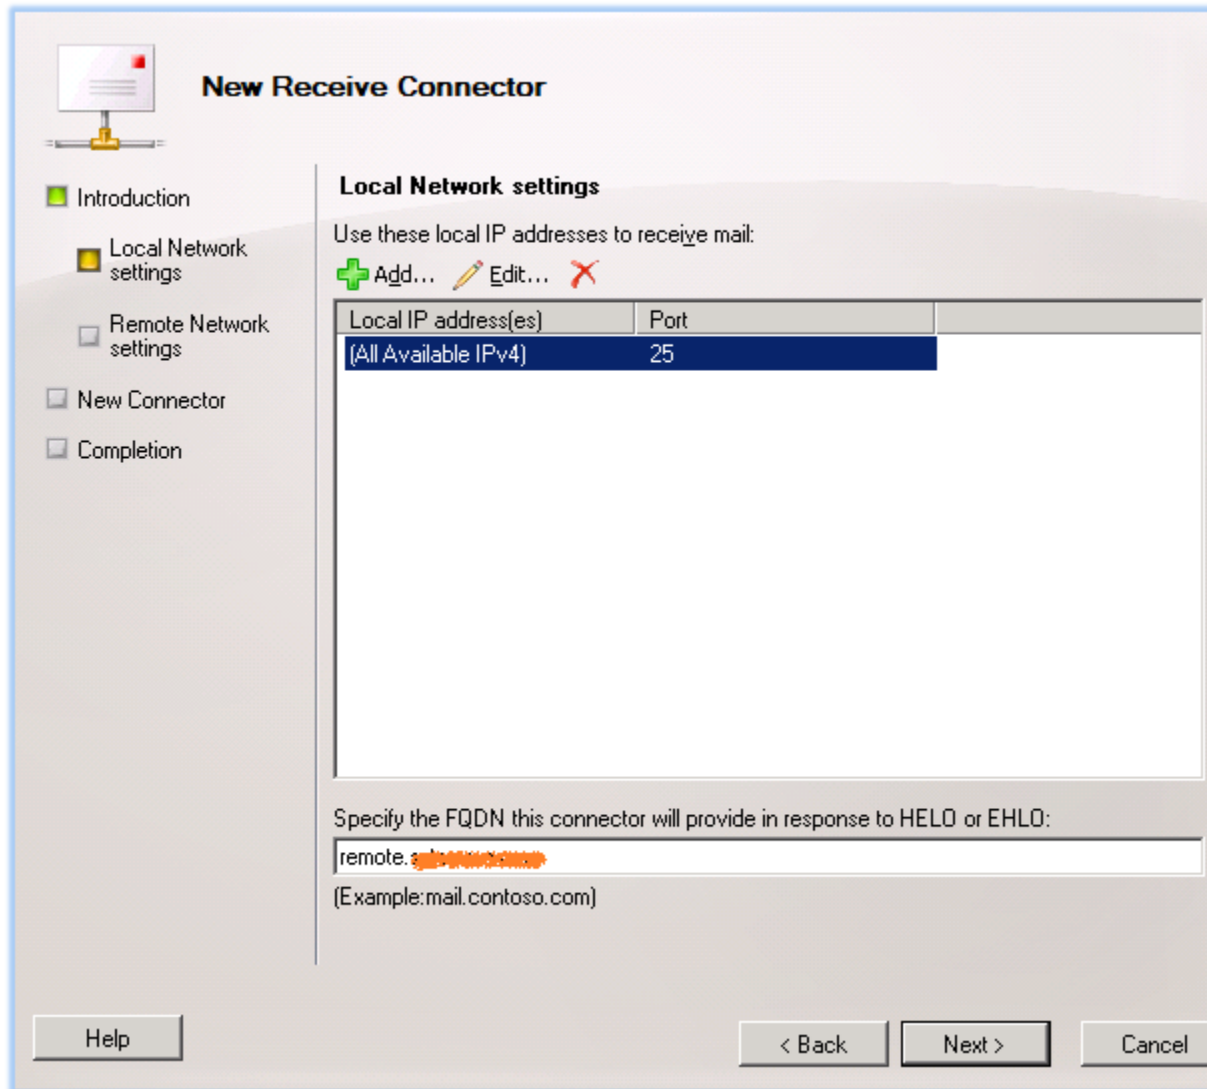 New Receive Connector
Introduction
Local Network
settings
Remote Network
settings
New Connector
Completion
Local Network settings
Use these local IP addresses to receive mail:
Add... Edit...
Local IP address(es) Port
(All Available IPv4) 25
Specify the FQDN this connector will provide in response to HELO or EHLO:
remote.
(Example:mail.contoso.com)
Help < Back Next > Cancel